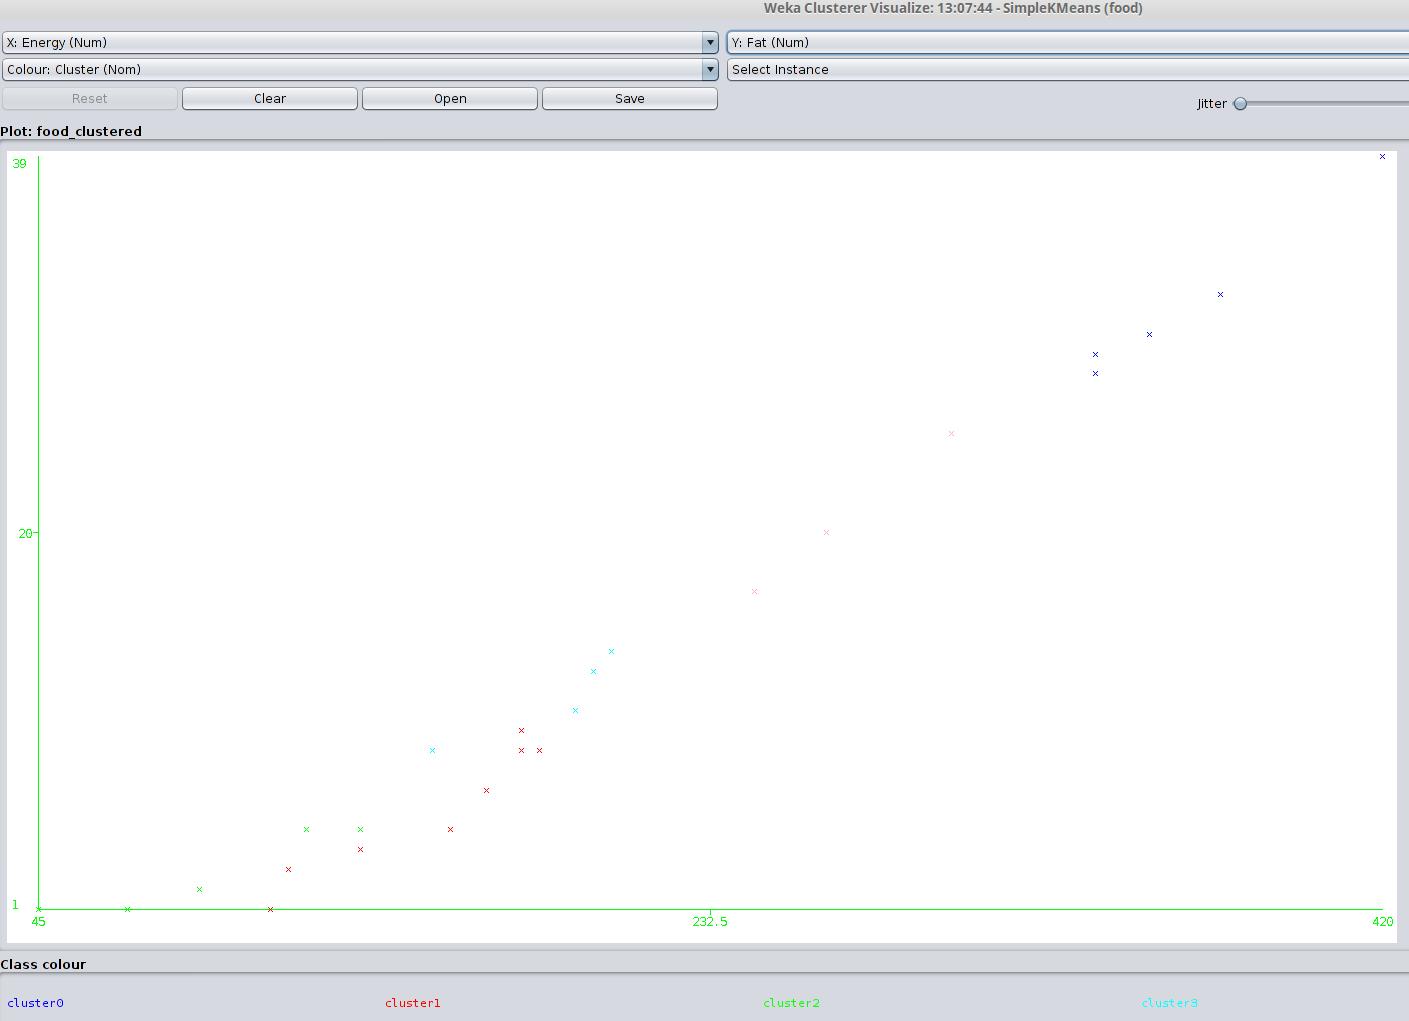 Weka Clusterer Visualize: 13:07:44 - SimpleKMeans (food)
X: Energy (Num)
Y: Fat (Num)
Colour: Cluster (Nom)
Select Instance
Reset
Clear
Open
Save
Jitter
Plot: food_clustered
39
20
1
45
232.5
420
Class colour
cluster0
cluster1
cluster2
cluster3